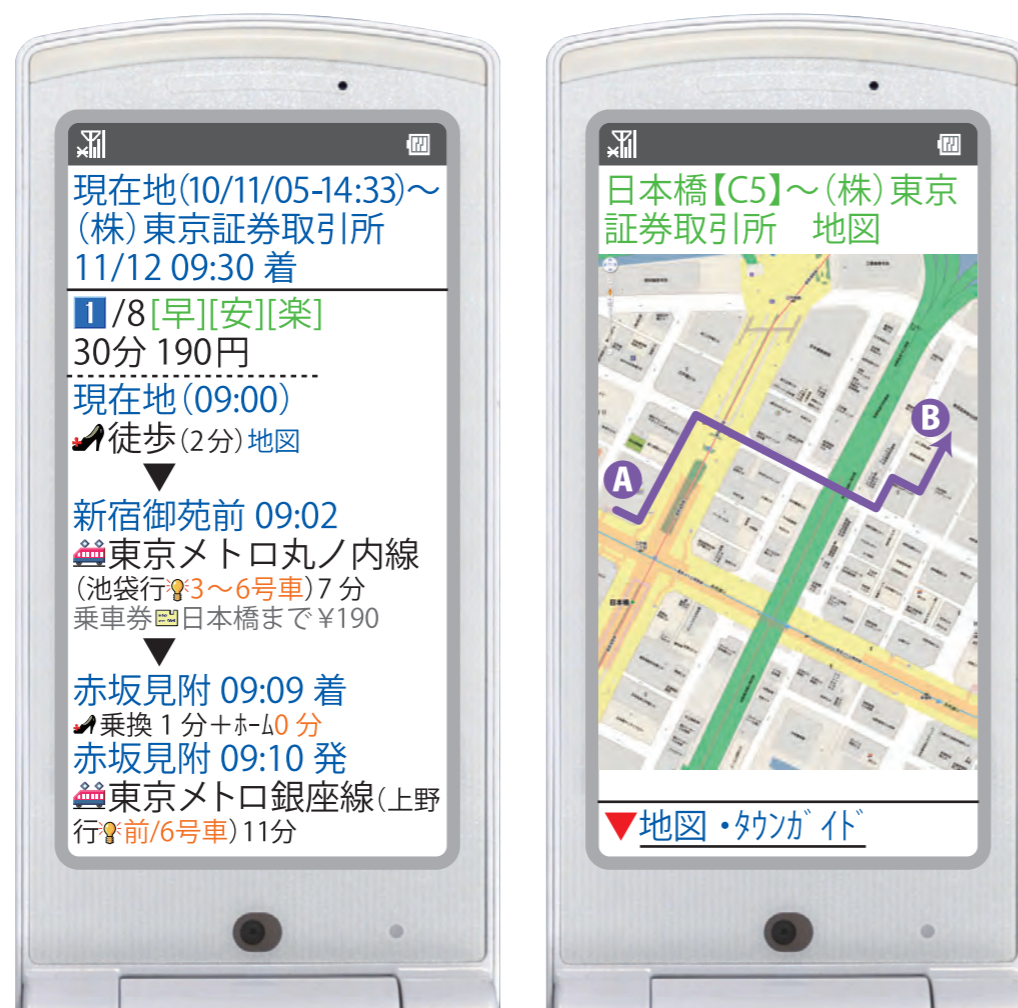 現在地(10/11/05-14:33)～
(株)東京証券取引所
11/12 09:30 着
1/8[早][安][楽]
30分 190円
現在地(09:00)
徒歩(2分)地図
▼
新宿御苑前 09:02
東京メトロ丸ノ内線
(池袋行3～6号車)7 分
乗車券日本橋まで¥190
▼
赤坂見附 09:09 着
乗換 1 分＋ﾎｰﾑ0 分
赤坂見附 09:10 発
東京メトロ銀座線(上野
行前/6号車)11分
日本橋【C5】～(株)東京
証券取引所　地図
B
A
日本橋
▼地図・ﾀｳﾝｶﾞｲﾄﾞ